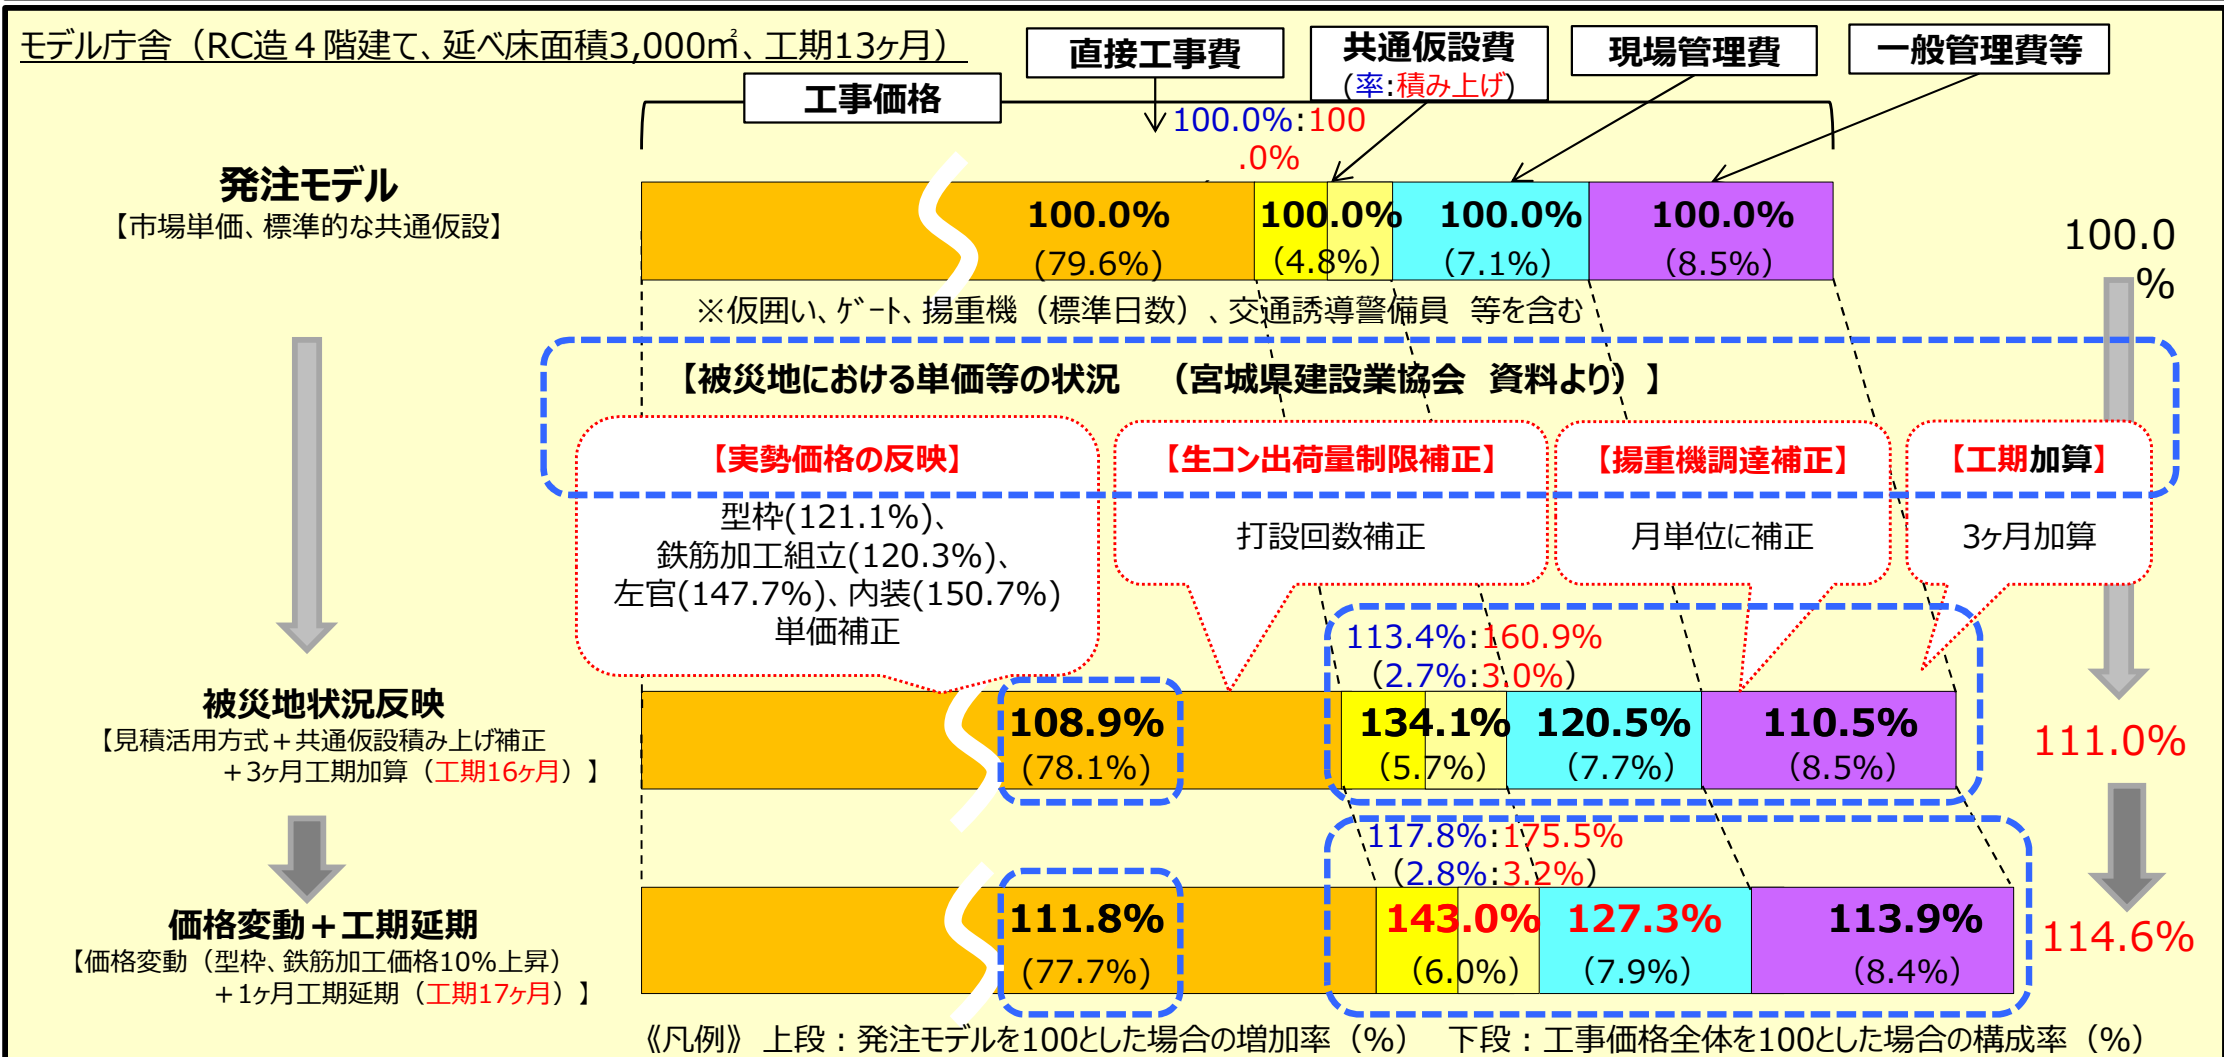 モデル庁舎（RC造４階建て、延べ床面積3,000㎡、工期13ヶ月）
直接工事費
共通仮設費
(率:積み上げ)
現場管理費
一般管理費等
工事価格
100.0%:100
.0%
発注モデル
【市場単価、標準的な共通仮設】
100.0%
(79.6%)
100.0%
(4.8%)
100.0%
(7.1%)
100.0%
(8.5%)
100.0
%
※仮囲い、ｹﾞｰﾄ、揚重機（標準日数）、交通誘導警備員 等を含む
【被災地における単価等の状況 （宮城県建設業協会 資料より）】
【実勢価格の反映】
型枠(121.1%)、
鉄筋加工組立(120.3%)、
左官(147.7%)、内装(150.7%)
単価補正
【生コン出荷量制限補正】
打設回数補正
【揚重機調達補正】
月単位に補正
【工期加算】
3ヶ月加算
113.4%:160.9%
(2.7%:3.0%)
被災地状況反映
【見積活用方式＋共通仮設積み上げ補正
＋3ヶ月工期加算（工期16ヶ月）】
108.9%
(78.1%)
134.1%
(5.7%)
120.5%
(7.7%)
110.5%
(8.5%)
111.0%
117.8%:175.5%
(2.8%:3.2%)
価格変動＋工期延期
【価格変動（型枠、鉄筋加工価格10%上昇）
＋1ヶ月工期延期（工期17ヶ月）】
111.8%
(77.7%)
143.0%
(6.0%)
127.3%
(7.9%)
113.9%
(8.4%)
114.6%
《凡例》 上段：発注モデルを100とした場合の増加率（%） 下段：工事価格全体を100とした場合の構成率（%）